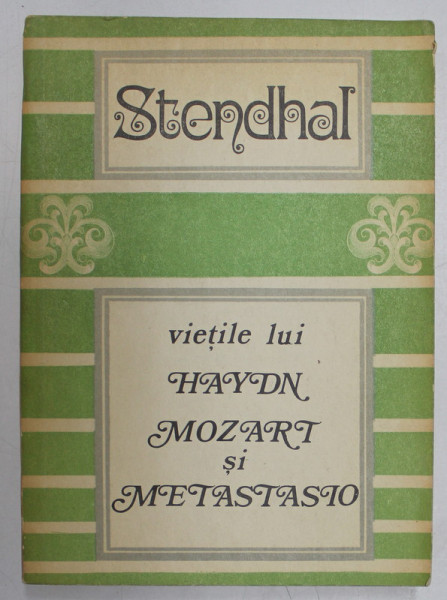 Stendhal
viețile lui
HAYDN
MOZART
și
METASTASIO